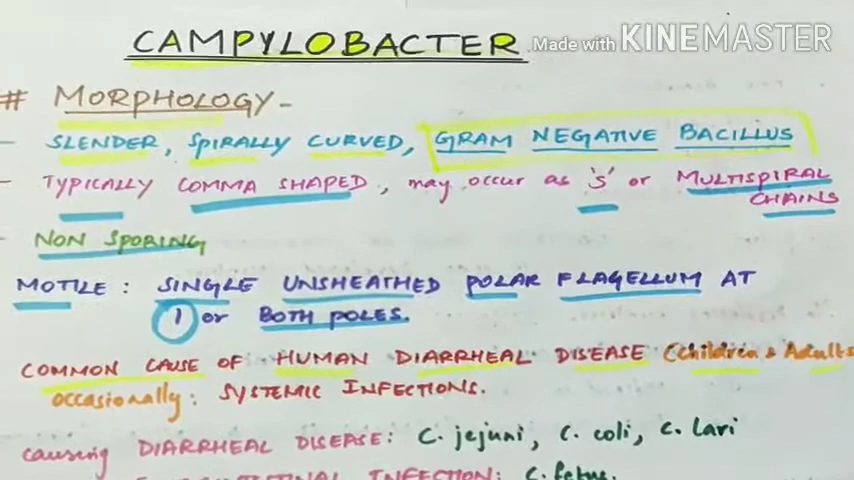 CAMPYLOBACTER
Made with KINEMASTER
# MORPHOLOGY-
- SLENDER, SPIRALLY CURVED, GRAM NEGATIVE BACILLUS
- TYPICALLY COMMA SHAPED, may occur as 'S' or MULTISPIRAL
CHAINS
- NON SPORING
MOTILE: SINGLE UNSHEATHED POLAR FLAGELLUM AT
1 or BOTH POLES.
COMMON CAUSE OF HUMAN DIARRHEAL DISEASE (Children & Adults
occasionally: SYSTEMIC INFECTIONS.
causing DIARRHEAL DISEASE: C. jejuni, C. coli, C. Lari
INFECTION: C. fetus.